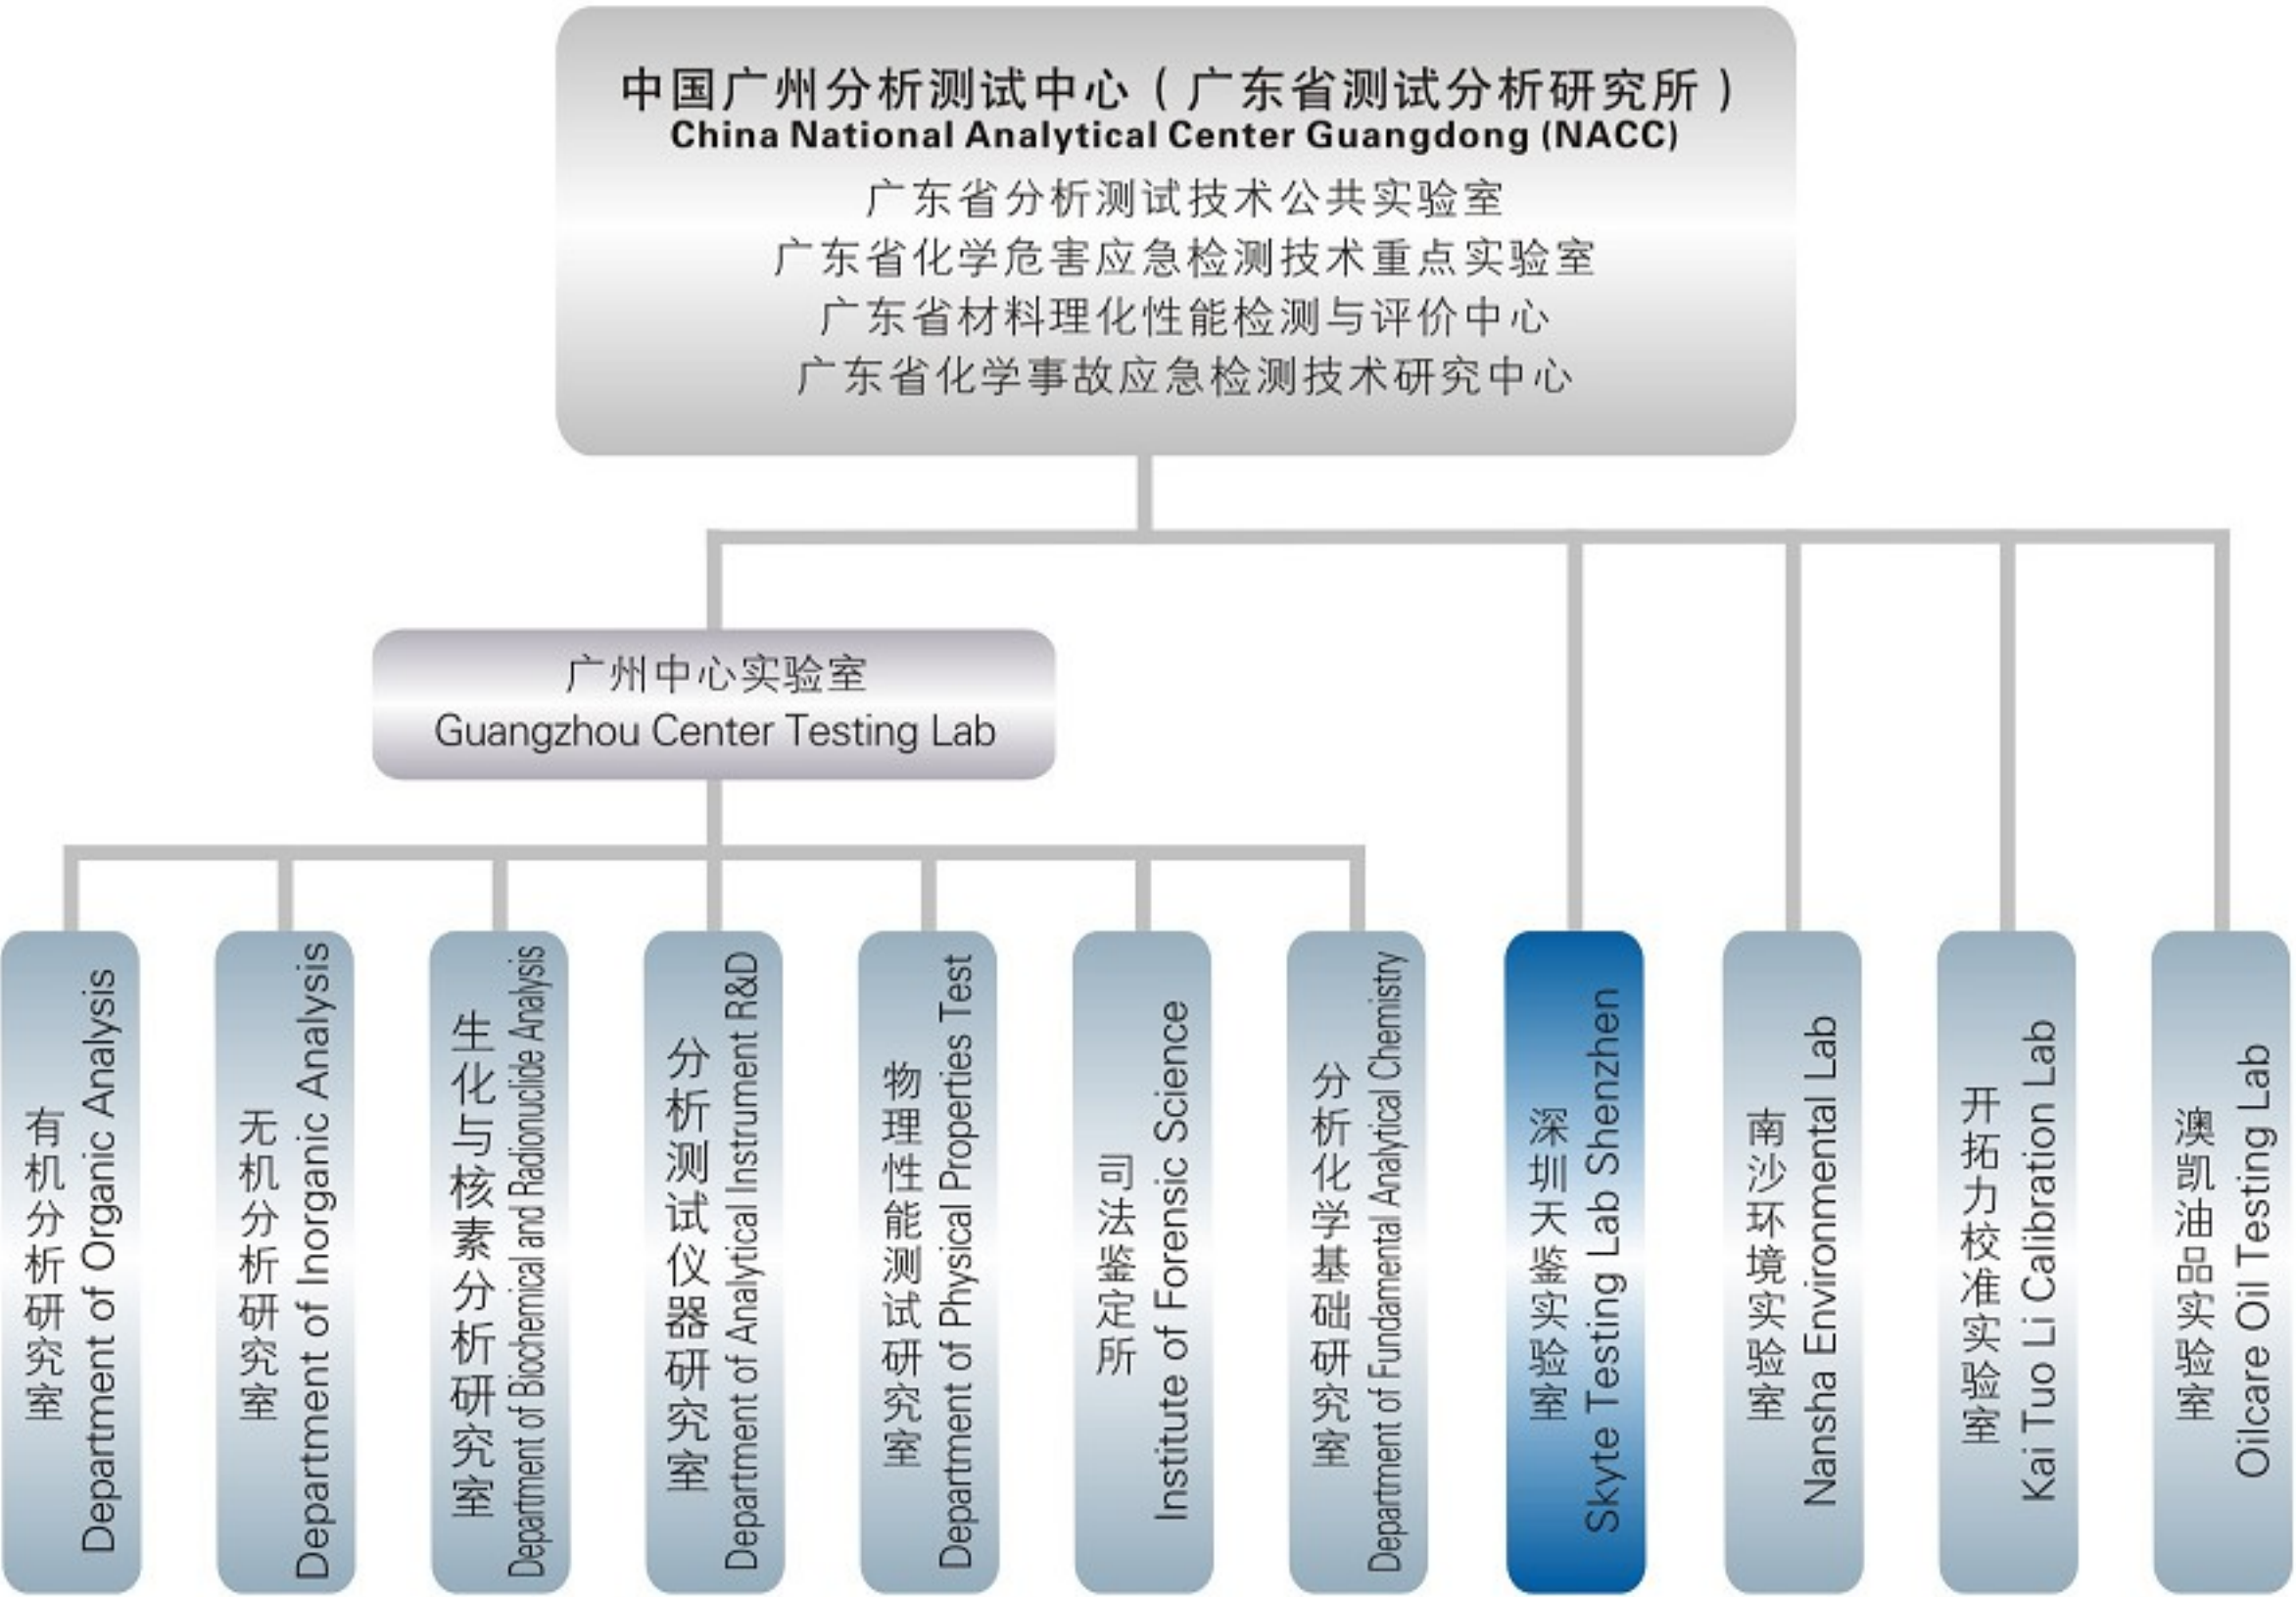 中国广州分析测试中心（广东省测试分析研究所）
China National Analytical Center Guangdong (NACC)
广东省分析测试技术公共实验室
广东省化学危害应急检测技术重点实验室
广东省材料理化性能检测与评价中心
广东省化学事故应急检测技术研究中心
广州中心实验室
Guangzhou Center Testing Lab
有机分析研究室
Department of Organic Analysis
无机分析研究室
Department of Inorganic Analysis
生化与核素分析研究室
Department of Biochemical and Radionuclide Analysis
分析测试仪器研究室
Department of Analytical Instrument R&D
物理性能测试研究室
Department of Physical Properties Test
司法鉴定所
Institute of Forensic Science
分析化学基础研究室
Department of Fundamental Analytical Chemistry
深圳天鉴实验室
Skyte Testing Lab Shenzhen
南沙环境实验室
Nansha Environmental Lab
开拓力校准实验室
Kai Tuo Li Calibration Lab
澳凯油品实验室
Oilcare Oil Testing Lab